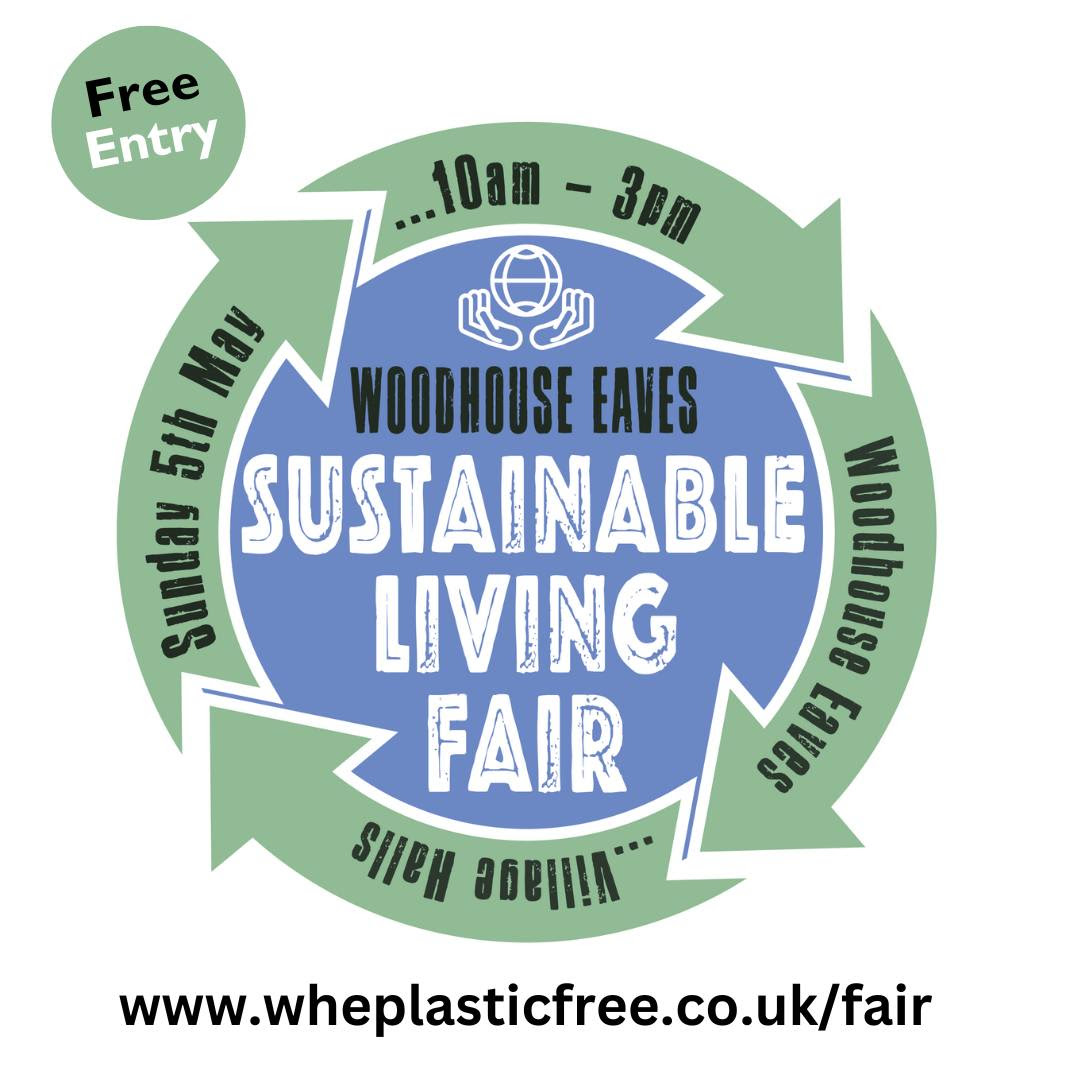 Free
Entry
Sunday 5th May
...10am - 3pm
Woodhouse Eaves
...Village Halls
WOODHOUSE EAVES
SUSTAINABLE
LIVING
FAIR
www.wheplasticfree.co.uk/fair